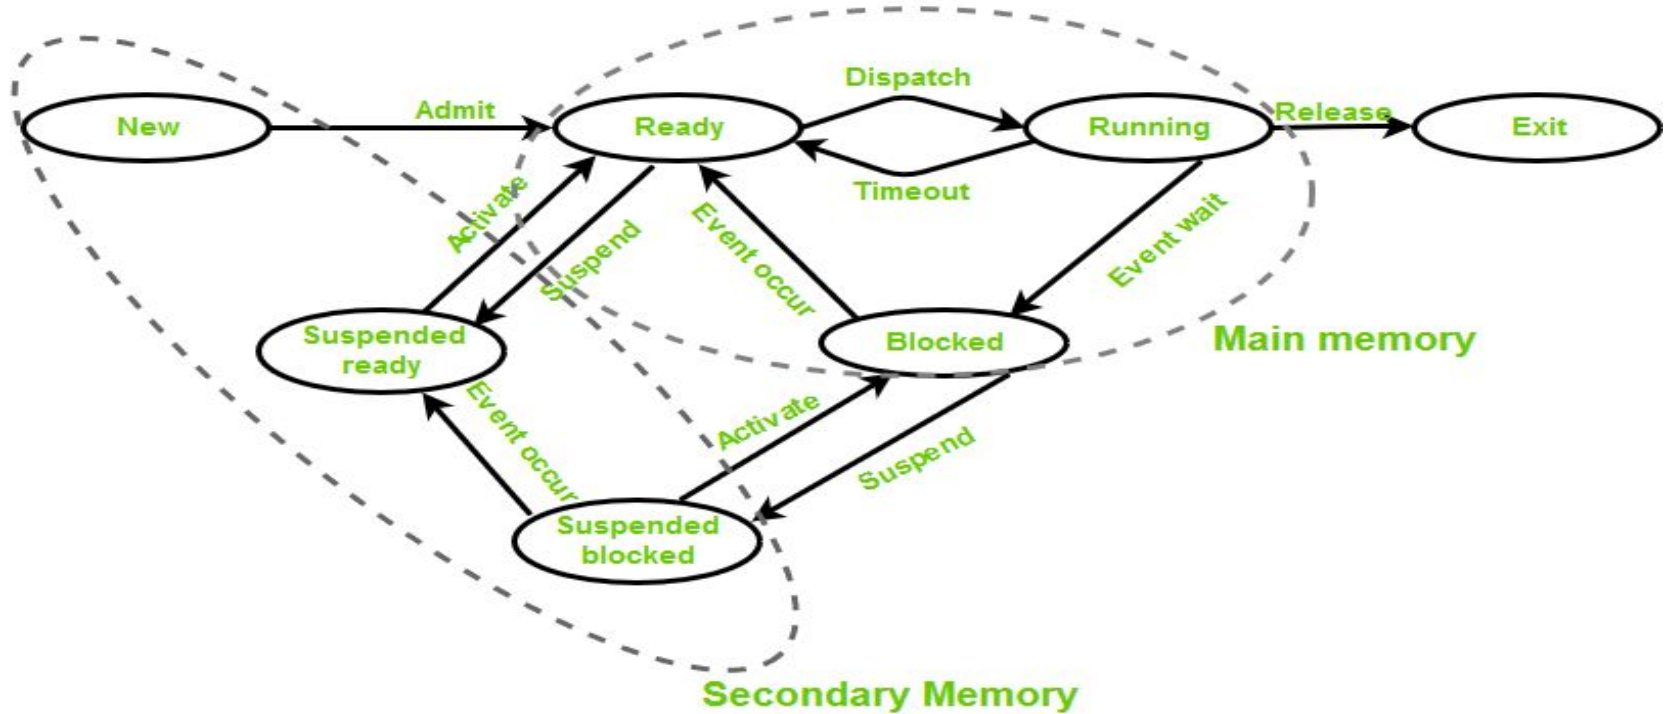 Dispatch
Admit
Release
New
Ready
Running
Exit
Timeout
Activate
Suspend
Event occur
Event wait
Suspended
ready
Blocked
Main memory
Event occur
Activate
Suspend
Suspended
blocked
Secondary Memory